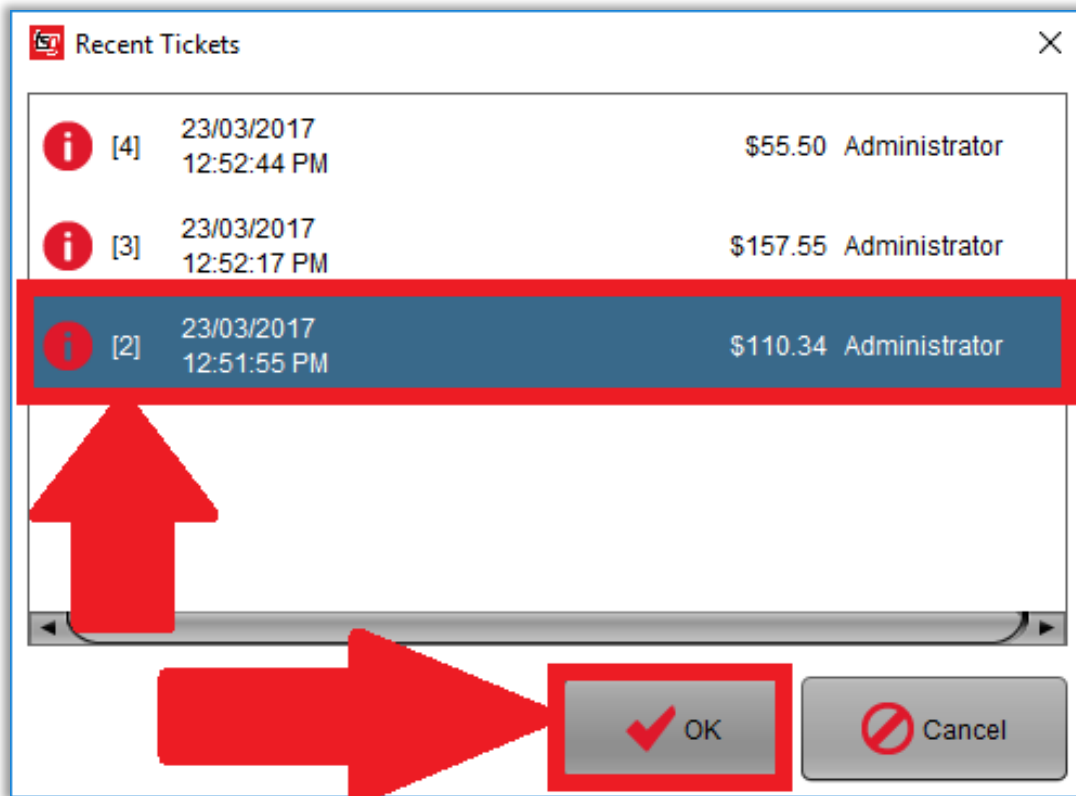 Recent Tickets
[4] 23/03/2017 $55.50 Administrator
12:52:44 PM
[3] 23/03/2017 $157.55 Administrator
12:52:17 PM
[2] 23/03/2017 $110.34 Administrator
12:51:55 PM
OK Cancel